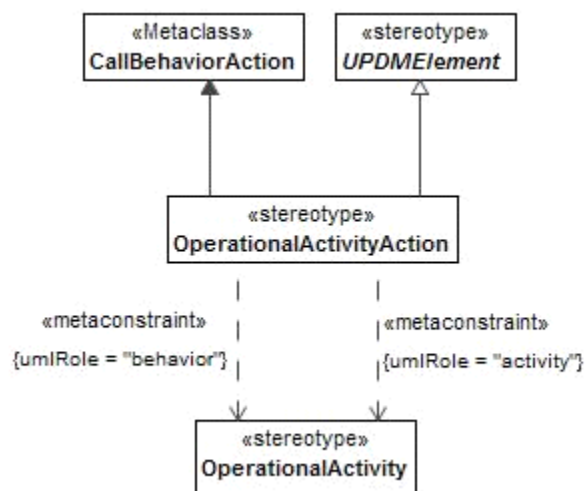 «Metaclass»
CallBehaviorAction
«stereotype»
UPDMElement
«stereotype»
OperationalActivityAction
«metaconstraint»
{umlRole = "behavior"}
«metaconstraint»
{umlRole = "activity"}
«stereotype»
OperationalActivity